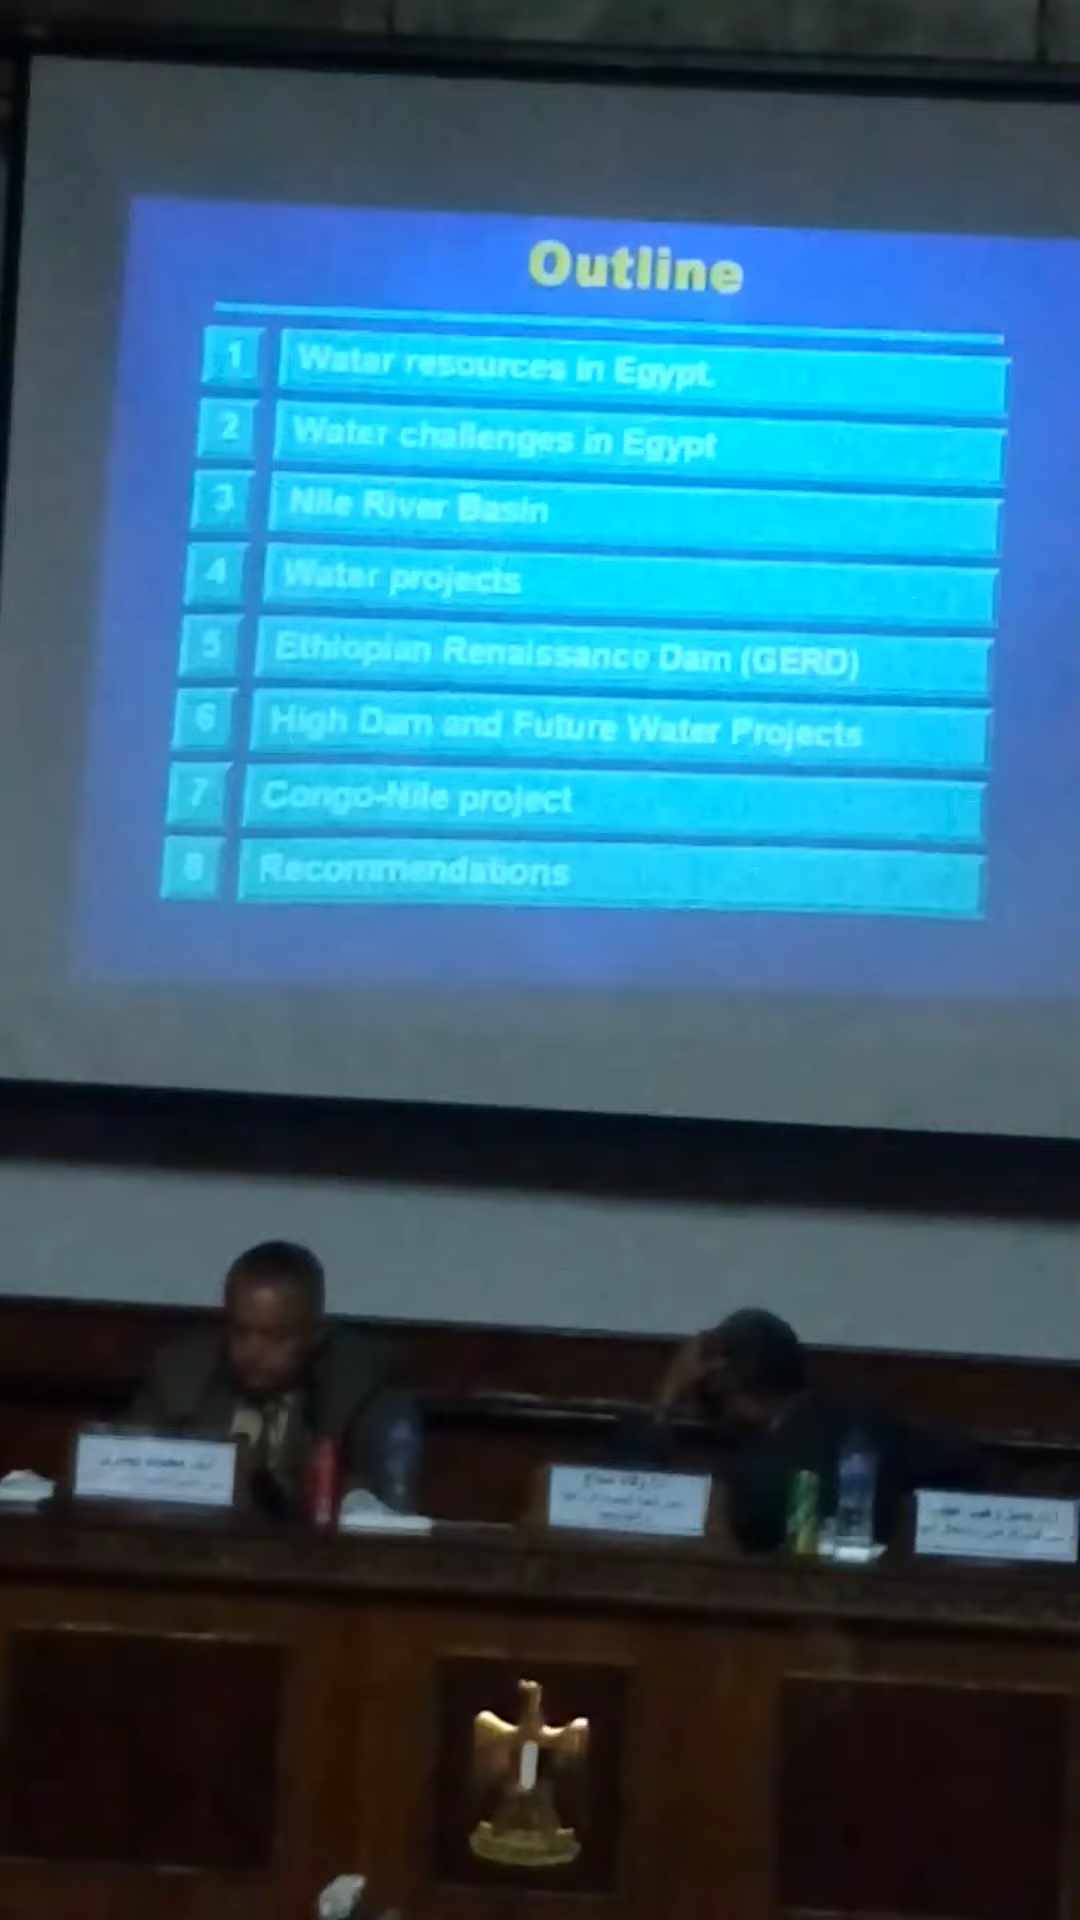 Outline
1 Water resources in Egypt.
2 Water challenges in Egypt
3 Nile River Basin
4 Water projects
5 Ethiopian Renaissance Dam (GERD)
6 High Dam and Future Water Projects
7 Congo-Nile project
8 Recommendations